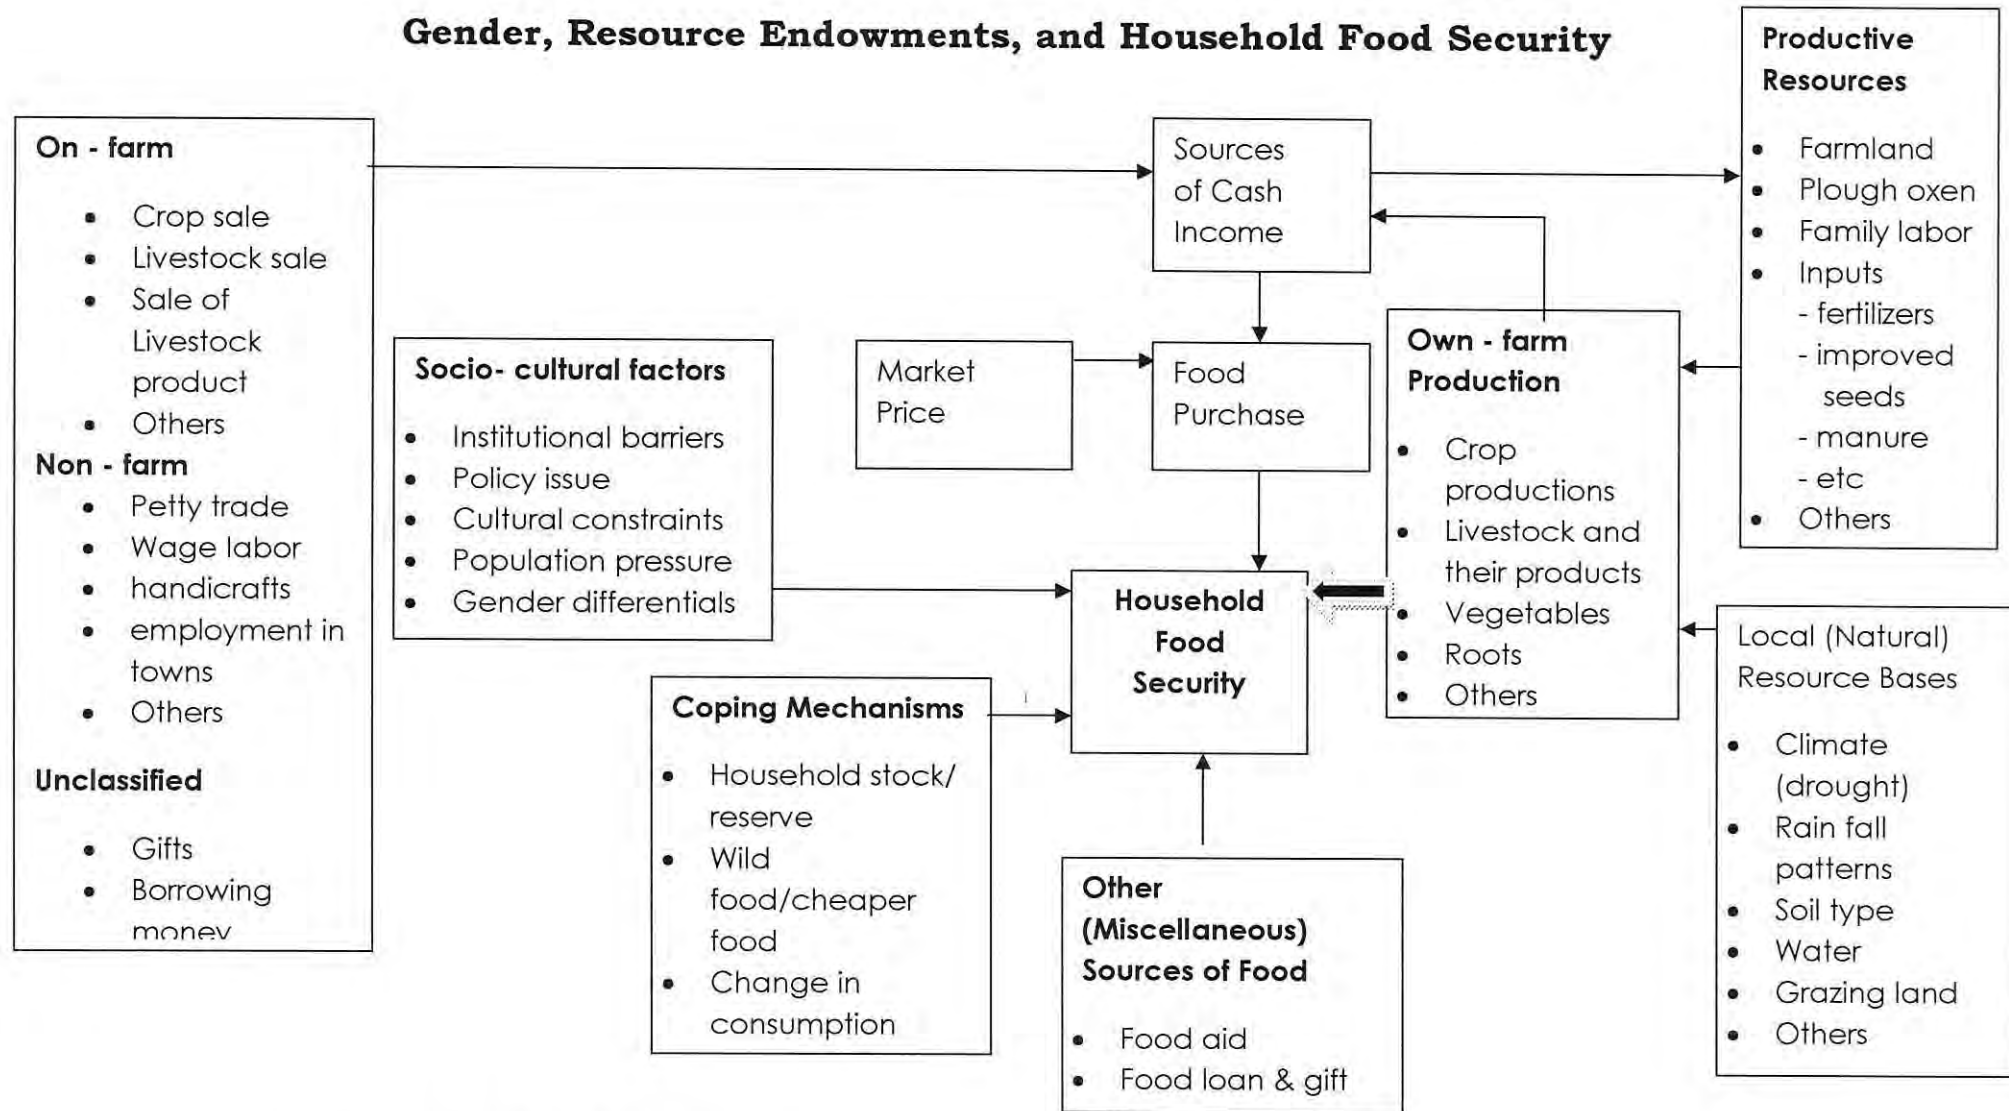 Gender, Resource Endowments, and Household Food Security
On - farm
• Crop sale
• Livestock sale
• Sale of
Livestock
product
• Others
Non - farm
• Petty trade
• Wage labor
• handicrafts
• employment in
towns
• Others
Unclassified
• Gifts
• Borrowing
money
Socio- cultural factors
• Institutional barriers
• Policy issue
• Cultural constraints
• Population pressure
• Gender differentials
Coping Mechanisms
• Household stock/
reserve
• Wild
food/cheaper
food
• Change in
consumption
Market
Price
Sources
of Cash
Income
Food
Purchase
Household
Food
Security
Other
(Miscellaneous)
Sources of Food
• Food aid
• Food loan & gift
Own - farm
Production
• Crop
productions
• Livestock and
their products
• Vegetables
• Roots
• Others
Productive
Resources
• Farmland
• Plough oxen
• Family labor
• Inputs
- fertilizers
- improved
seeds
- manure
- etc
• Others
Local (Natural)
Resource Bases
• Climate
(drought)
• Rain fall
patterns
• Soil type
• Water
• Grazing land
• Others